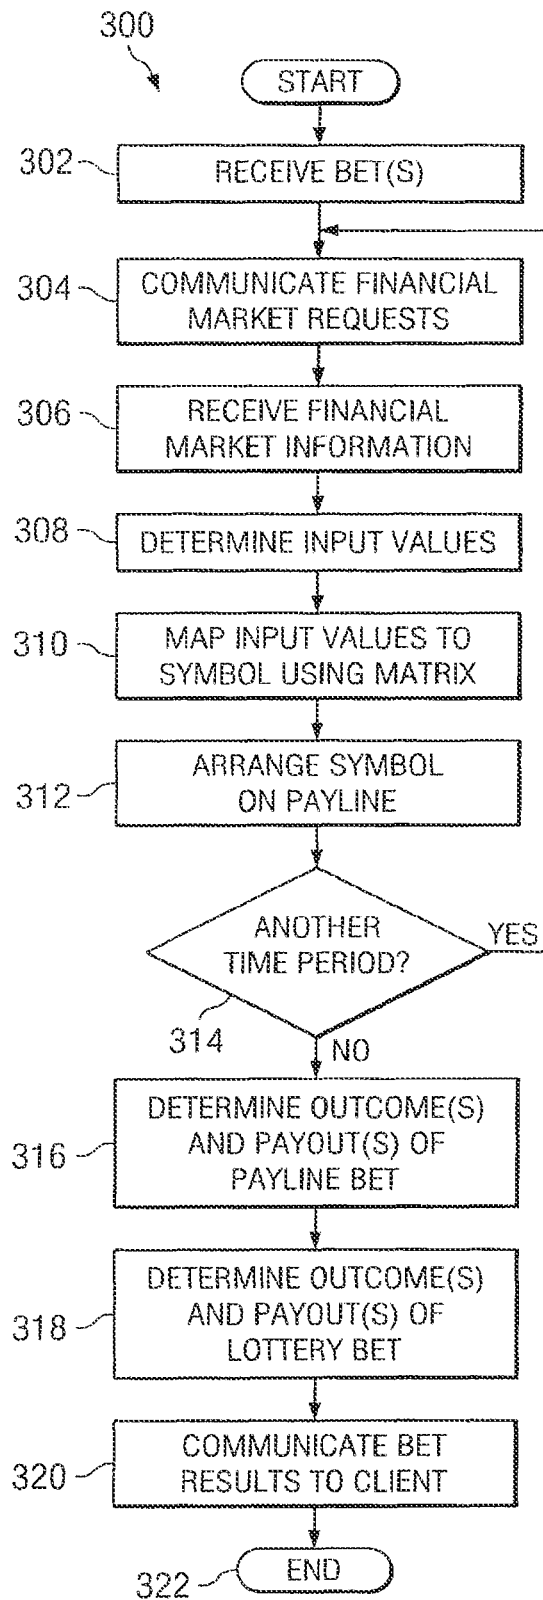 300
START
302
RECEIVE BET(S)
304
COMMUNICATE FINANCIAL
MARKET REQUESTS
306
RECEIVE FINANCIAL
MARKET INFORMATION
308
DETERMINE INPUT VALUES
310
MAP INPUT VALUES TO
SYMBOL USING MATRIX
312
ARRANGE SYMBOL
ON PAYLINE
ANOTHER
TIME PERIOD?
YES
314
NO
316
DETERMINE OUTCOME(S)
AND PAYOUT(S) OF
PAYLINE BET
318
DETERMINE OUTCOME(S)
AND PAYOUT(S) OF
LOTTERY BET
320
COMMUNICATE BET
RESULTS TO CLIENT
322
END